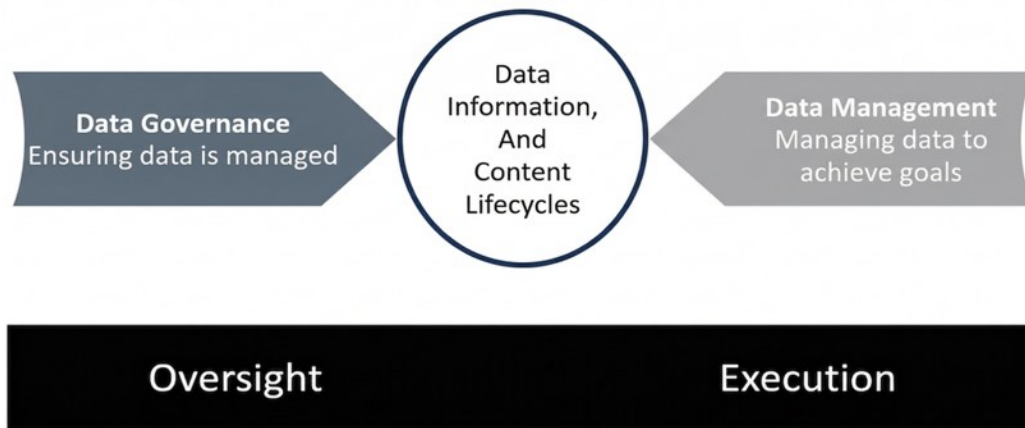 Data Governance
Ensuring data is managed
Data
Information,
And
Content
Lifecycles
Data Management
Managing data to
achieve goals
Oversight
Execution